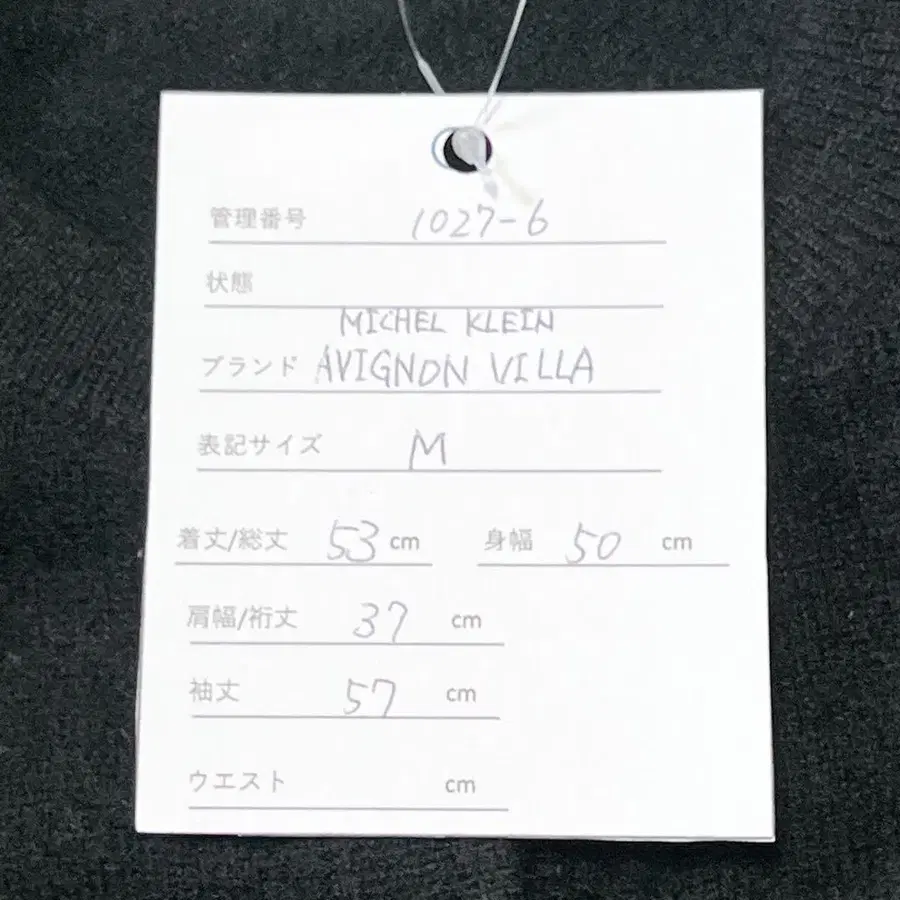 管理番号 1027-6
状態
MICHEL KLEIN
ブランド AVIGNON VILLA
表記サイズ M
着丈/総丈 53 cm 身幅 50 cm
肩幅/裄丈 37 cm
袖丈 57 cm
ウエスト cm